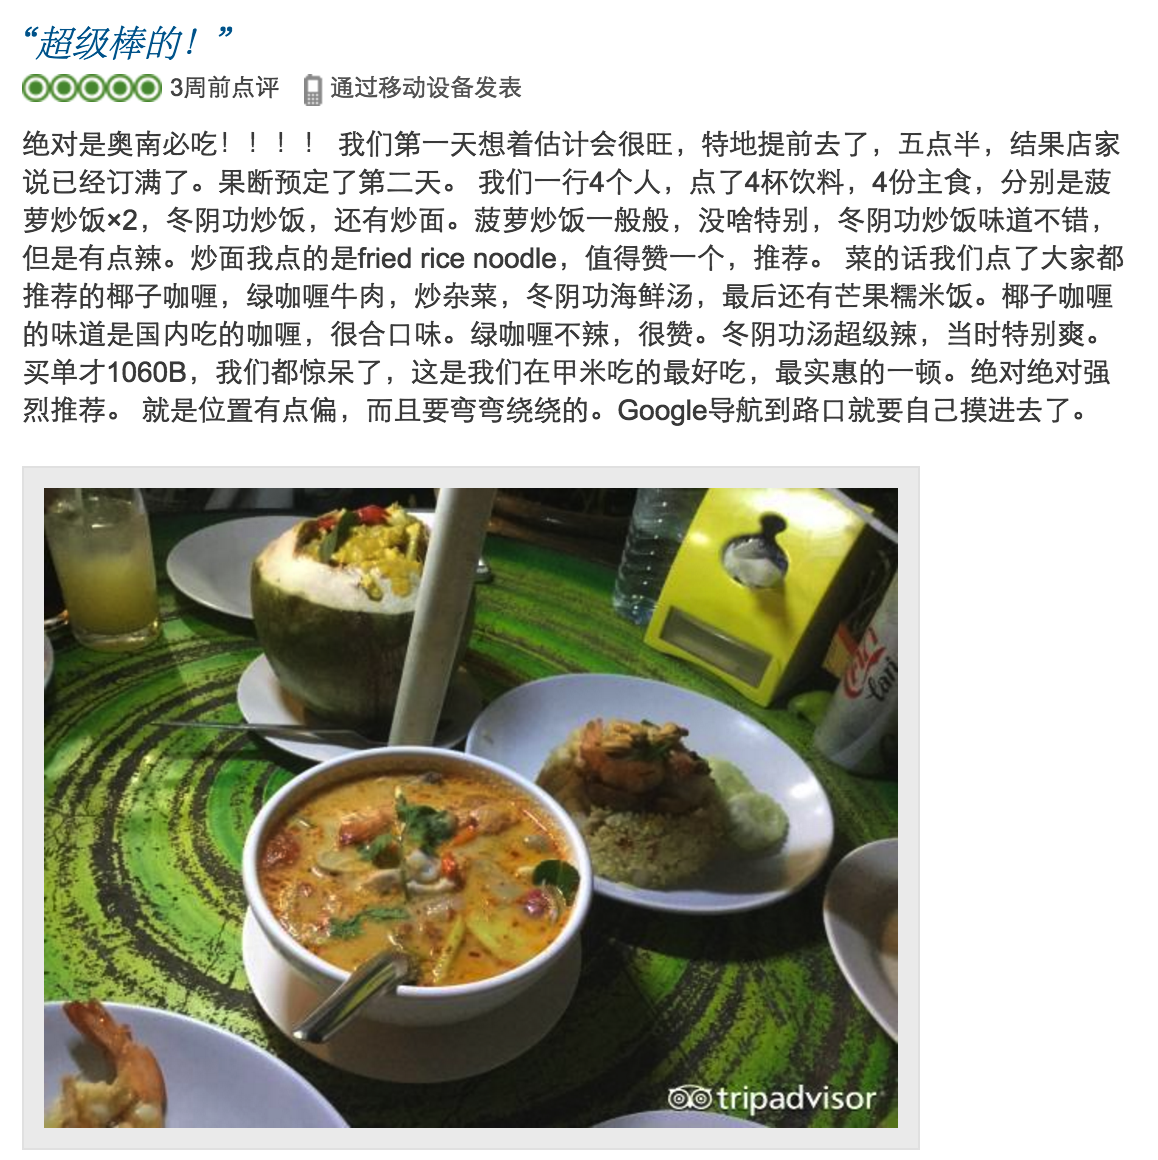 “超级棒的！”
3周前点评 通过移动设备发表
绝对是奥南必吃！！！！ 我们第一天想着估计会很旺，特地提前去了，五点半，结果店家
说已经订满了。果断预定了第二天。 我们一行4个人，点了4杯饮料，4份主食，分别是菠
萝炒饭×2，冬阴功炒饭，还有炒面。菠萝炒饭一般般，没啥特别，冬阴功炒饭味道不错，
但是有点辣。炒面我点的是fried rice noodle，值得赞一个，推荐。 菜的话我们点了大家都
推荐的椰子咖喱，绿咖喱牛肉，炒杂菜，冬阴功海鲜汤，最后还有芒果糯米饭。椰子咖喱
的味道是国内吃的咖喱，很合口味。绿咖喱不辣，很赞。冬阴功汤超级辣，当时特别爽。
买单才1060B，我们都惊呆了，这是我们在甲米吃的最好吃，最实惠的一顿。绝对绝对强
烈推荐。 就是位置有点偏，而且要弯弯绕绕的。Google导航到路口就要自己摸进去了。
tripadvisor